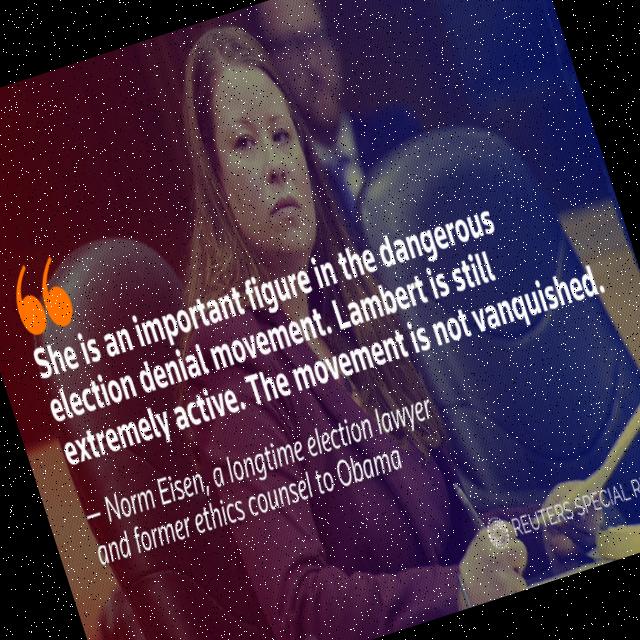 “
She is an important figure in the dangerous
election denial movement. Lambert is still
extremely active. The movement is not vanquished.
— Norm Eisen, a longtime election lawyer
and former ethics counsel to Obama
REUTERS SPECIAL